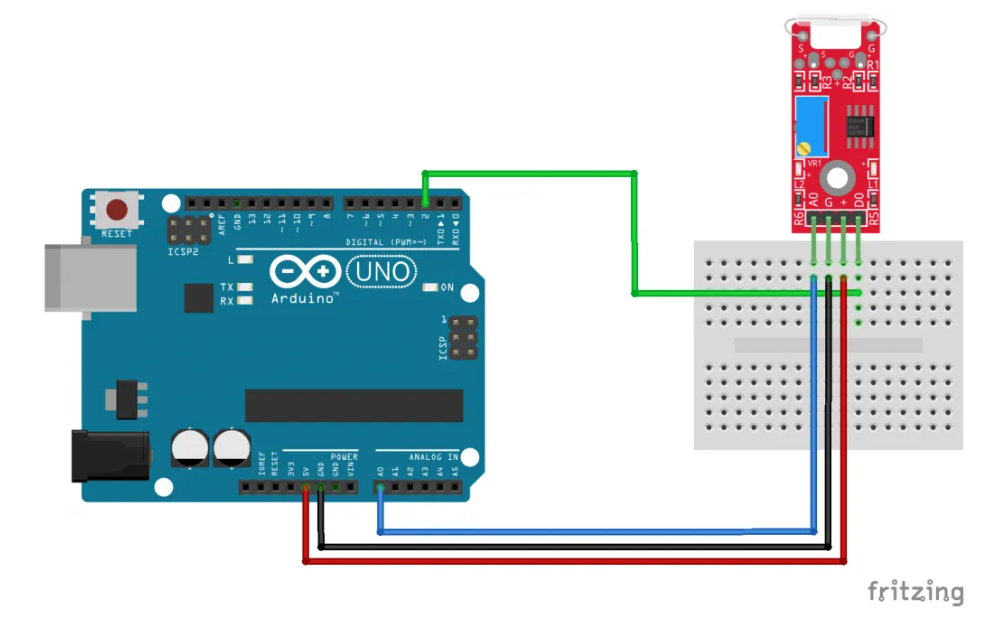 S G
S G
+ +
R3 + R2 R1
VR1
+ +
L2 L1
R6 A0 G + D0 R5
RESET
ICSP2
AREF
GND
13
12
~11
~10
~9
8
7
~6
~5
4
~3
2
TXD▶1
RXD◀0
DIGITAL (PWM=~)
L
TX
RX
UNO
Arduino™
ON
1
ICSP
IOREF
RESET
3V3
5V
GND
GND
VIN
POWER
ANALOG IN
A0
A1
A2
A3
A4
A5
fritzing